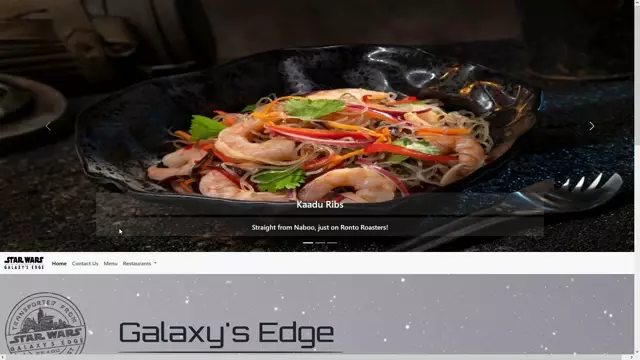 Kaadu Ribs
Straight from Naboo, just on Ronto Roasters!
STAR WARS
GALAXY'S EDGE
Home
Contact Us
Menu
Restaurants
TRANSPORTED FROM
STAR WARS
GALAXY'S EDGE
Galaxy's Edge